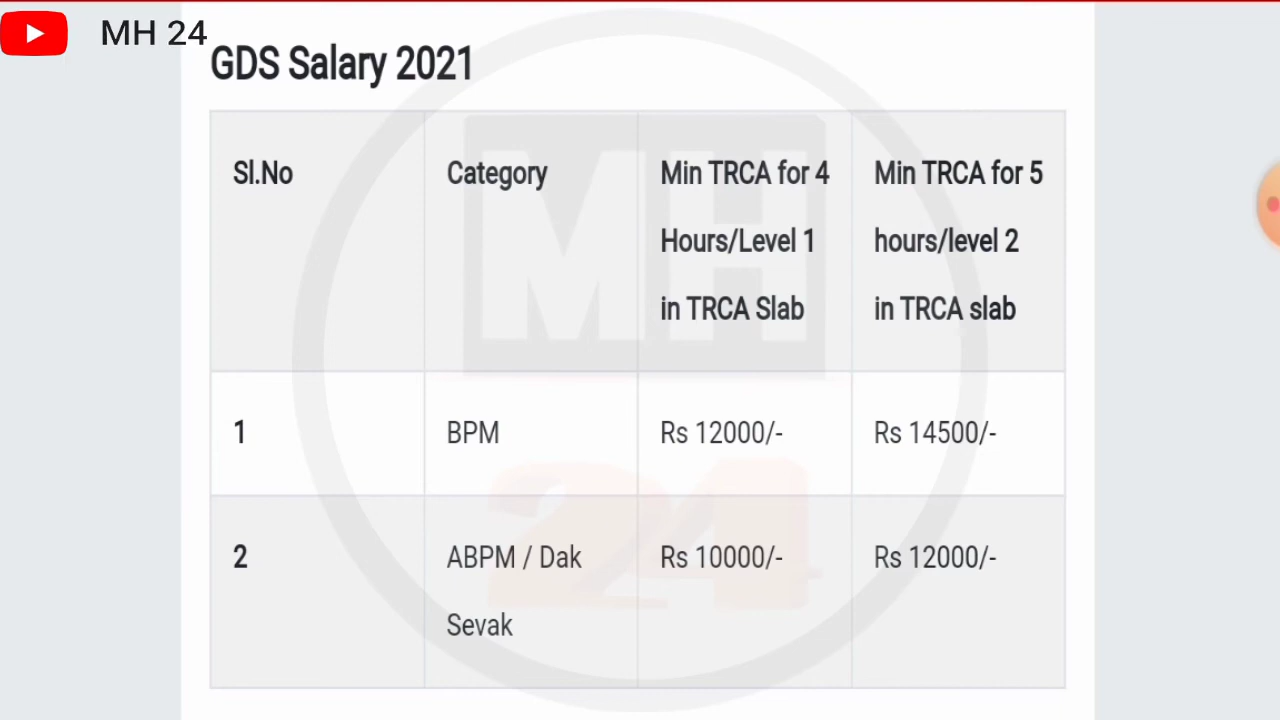 MH 24
GDS Salary 2021
Sl.No
Category
Min TRCA for 4
Hours/Level 1
in TRCA Slab
Min TRCA for 5
hours/level 2
in TRCA slab
1
BPM
Rs 12000/-
Rs 14500/-
2
ABPM / Dak
Sevak
Rs 10000/-
Rs 12000/-
MH
24